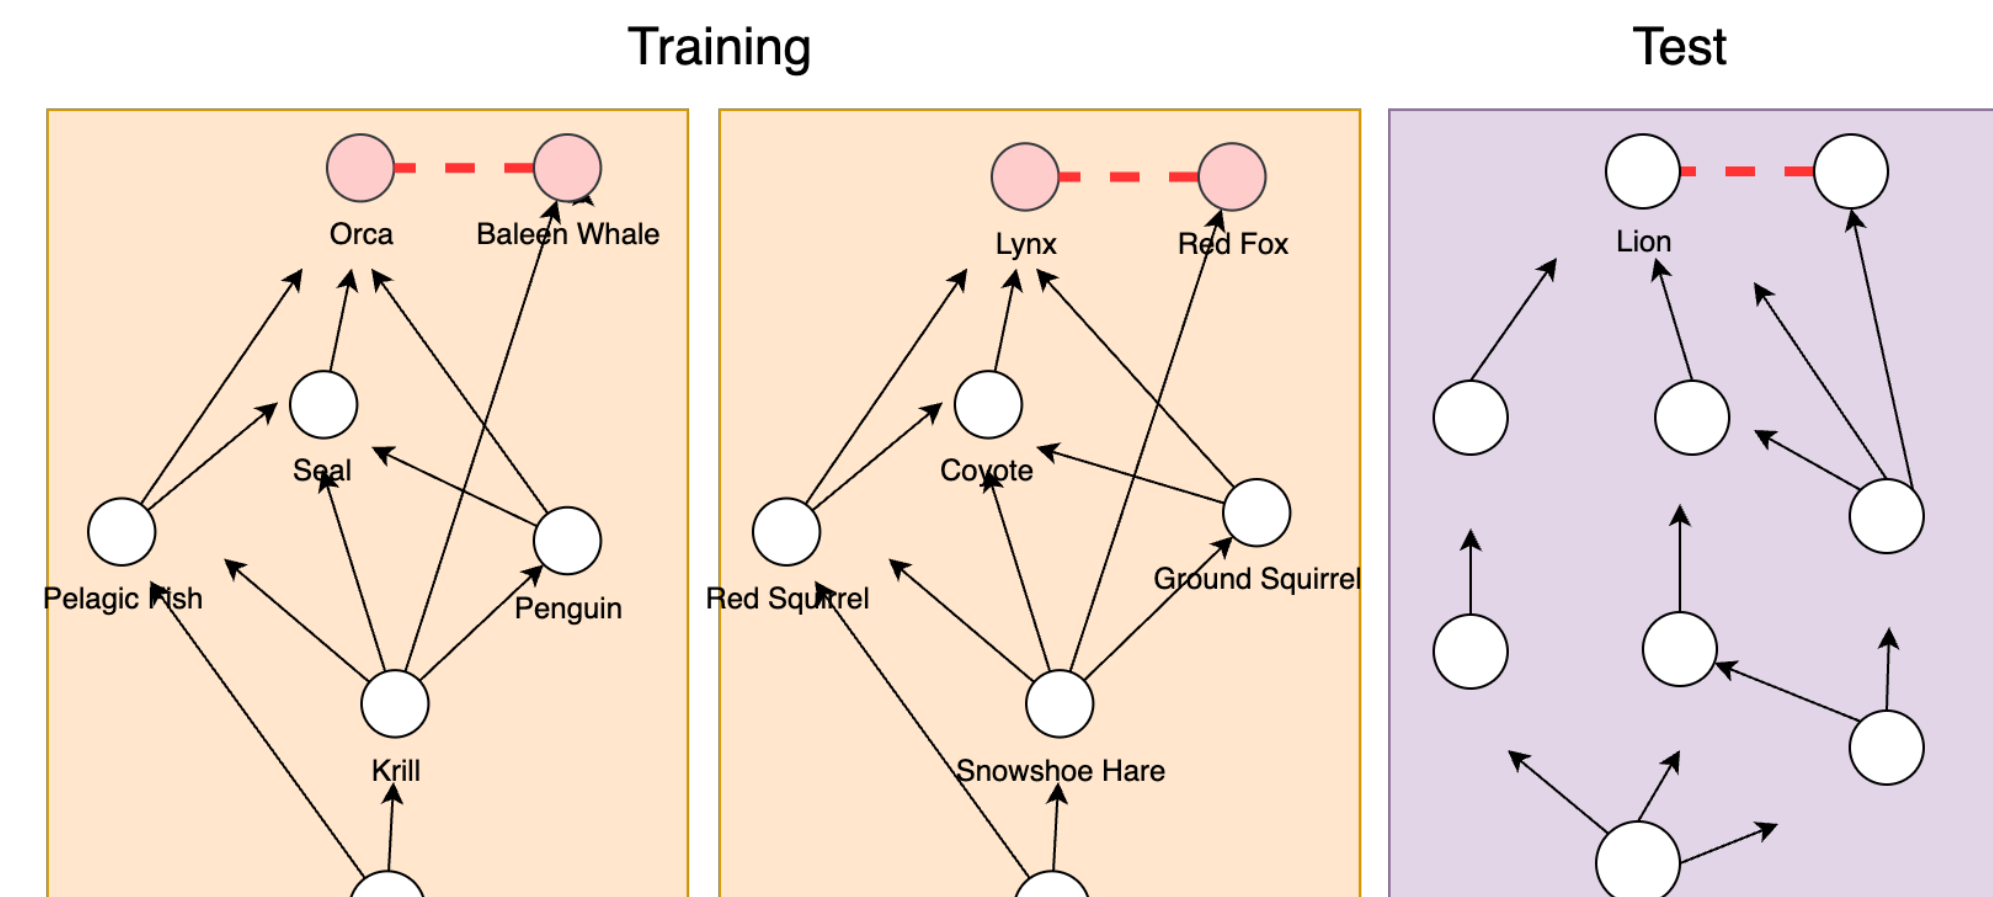 Training
Test
Orca
Baleen Whale
Seal
Pelagic Fish
Penguin
Krill
Lynx
Red Fox
Coyote
Red Squirrel
Ground Squirrel
Snowshoe Hare
Lion